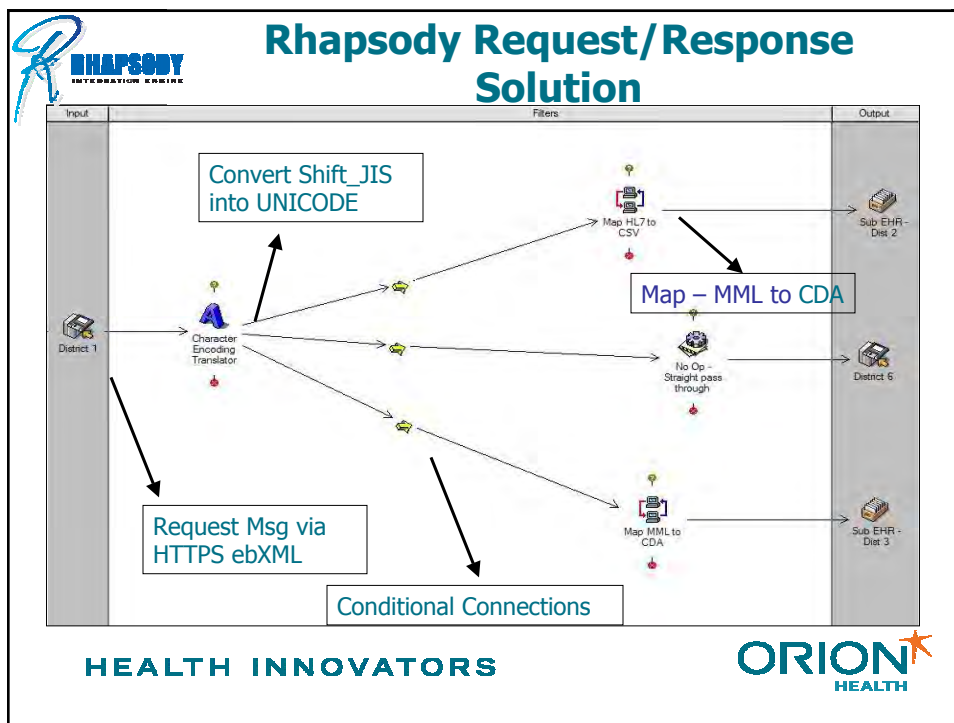 RHAPSODY
INTEGRATION ENGINE
Rhapsody Request/Response
Solution
Input
Filters
Output
Convert Shift_JIS
into UNICODE
Map HL7 to
CSV
Sub EHR -
Dist 2
Map – MML to CDA
District 1
Character
Encoding
Translator
No Op -
Straight pass
through
District 6
Request Msg via
HTTPS ebXML
Map MML to
CDA
Sub EHR -
Dist 3
Conditional Connections
HEALTH INNOVATORS
ORION
HEALTH